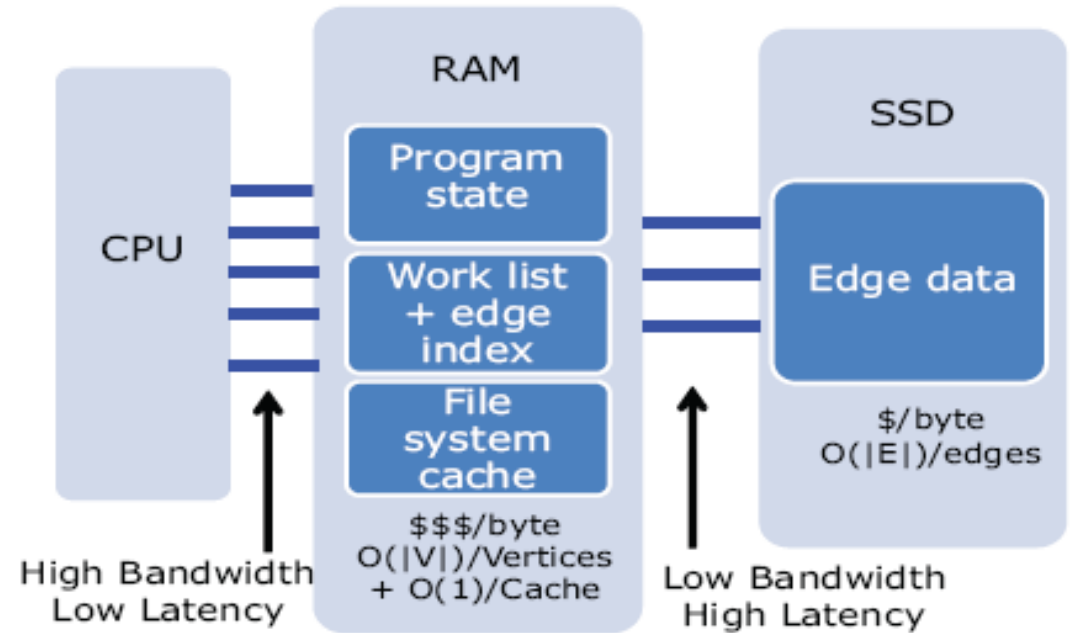 CPU
RAM
Program
state
Work list
+ edge
index
File
system
cache
$$$/byte
O(|V|)/Vertices
+ O(1)/Cache
SSD
Edge data
$/byte
O(|E|)/edges
High Bandwidth
Low Latency
Low Bandwidth
High Latency